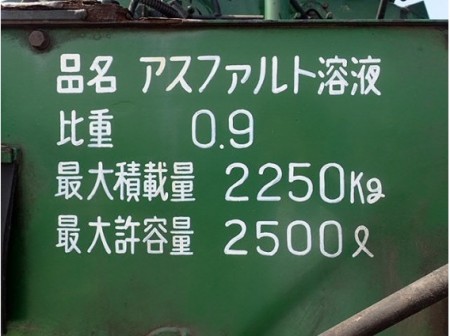 品名 アスファルト溶液
比重 0.9
最大積載量 2250Kg
最大許容量 2500ℓ